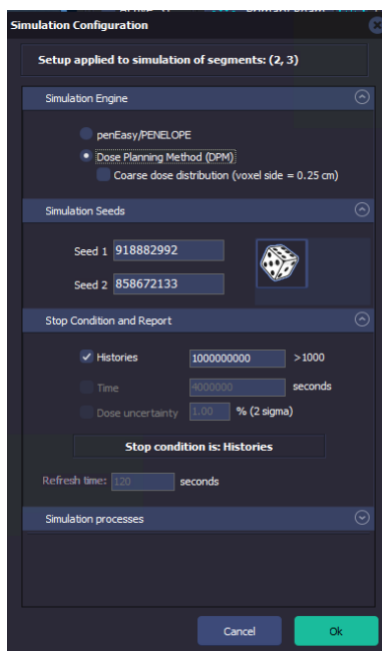 Simulation Configuration
Setup applied to simulation of segments: (2, 3)
Simulation Engine
penEasy/PENELOPE
Dose Planning Method (DPM)
Coarse dose distribution (voxel side = 0.25 cm)
Simulation Seeds
Seed 1 918882992
Seed 2 858672133
Stop Condition and Report
Histories 1000000000 >1000
Time 4000000 seconds
Dose uncertainty 1.00 % (2 sigma)
Stop condition is: Histories
Refresh time: 120 seconds
Simulation processes
Cancel Ok